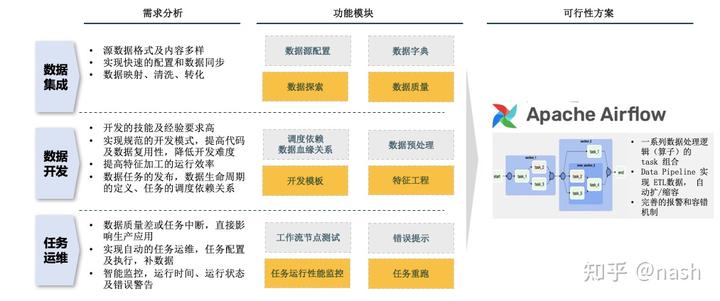 需求分析
功能模块
可行性方案
数据
集成
• 源数据格式及内容多样
• 实现快速的配置和数据同步
• 数据映射、清洗、转化
数据源配置
数据字典
数据探索
数据质量
数据
开发
• 开发的技能及经验要求高
• 实现规范的开发模式，提高代码
及数据复用性，降低开发难度
• 提高特征加工的运行效率
• 数据任务的发布，数据生命周期
的定义、任务的调度依赖关系
调度依赖
数据血缘关系
数据预处理
开发模板
特征工程
任务
运维
• 数据质量差或任务中断，直接影
响生产应用
• 实现自动的任务运维，任务配置
及执行，补数据
• 智能监控，运行时间、运行状态
及错误警告
工作流节点测试
错误提示
任务运行性能监控
任务重跑
Apache Airflow
start
section_1
task_1
task_2
task_3
section_2
task_1
task_2
task_3
task_4
end
• 一系列数据处理逻
辑（算子）的
task 组合
• Data Pipeline 实
现 ETL数据，自
动扩/缩容
• 完善的报警和容错
机制
知乎 @nash